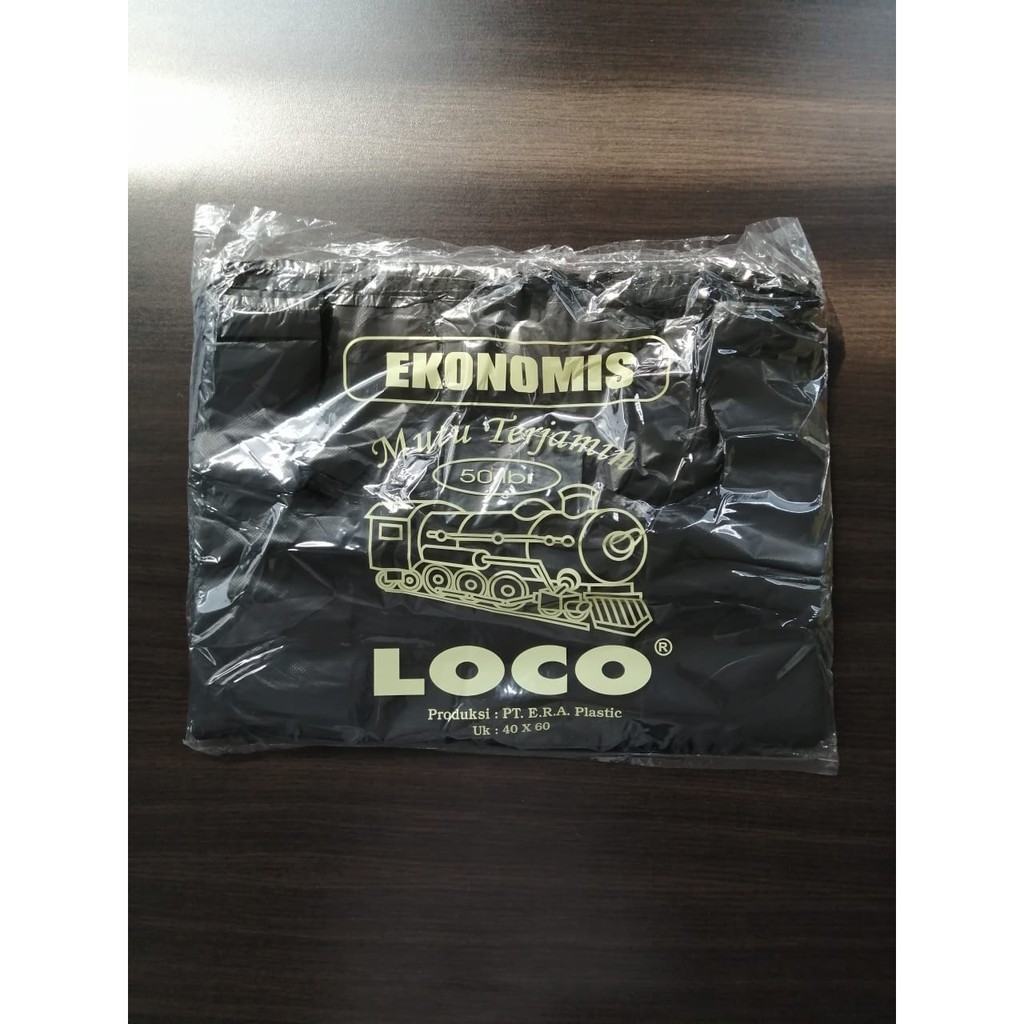 EKONOMIS
Mutu Terjamin
50 lbr
LOCO®
Produksi : PT. E.R.A. Plastic
Uk : 40 X 60